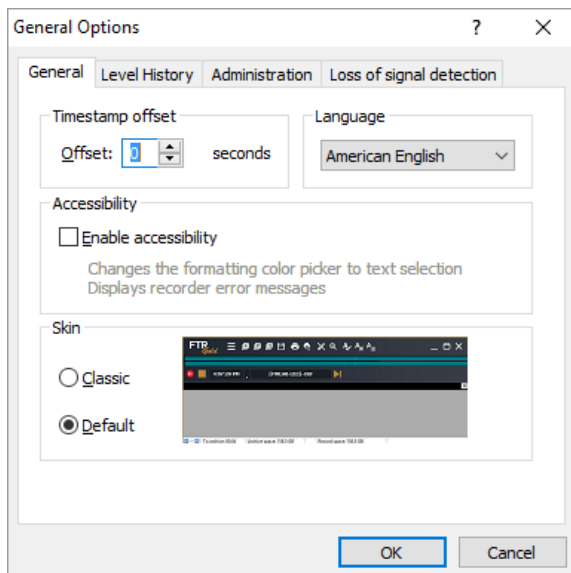 General Options
General Level History Administration Loss of signal detection
Timestamp offset
Offset: 0 seconds
Language
American English
Accessibility
Enable accessibility
Changes the formatting color picker to text selection
Displays recorder error messages
Skin
Classic
Default
FTR
Gold
OK Cancel